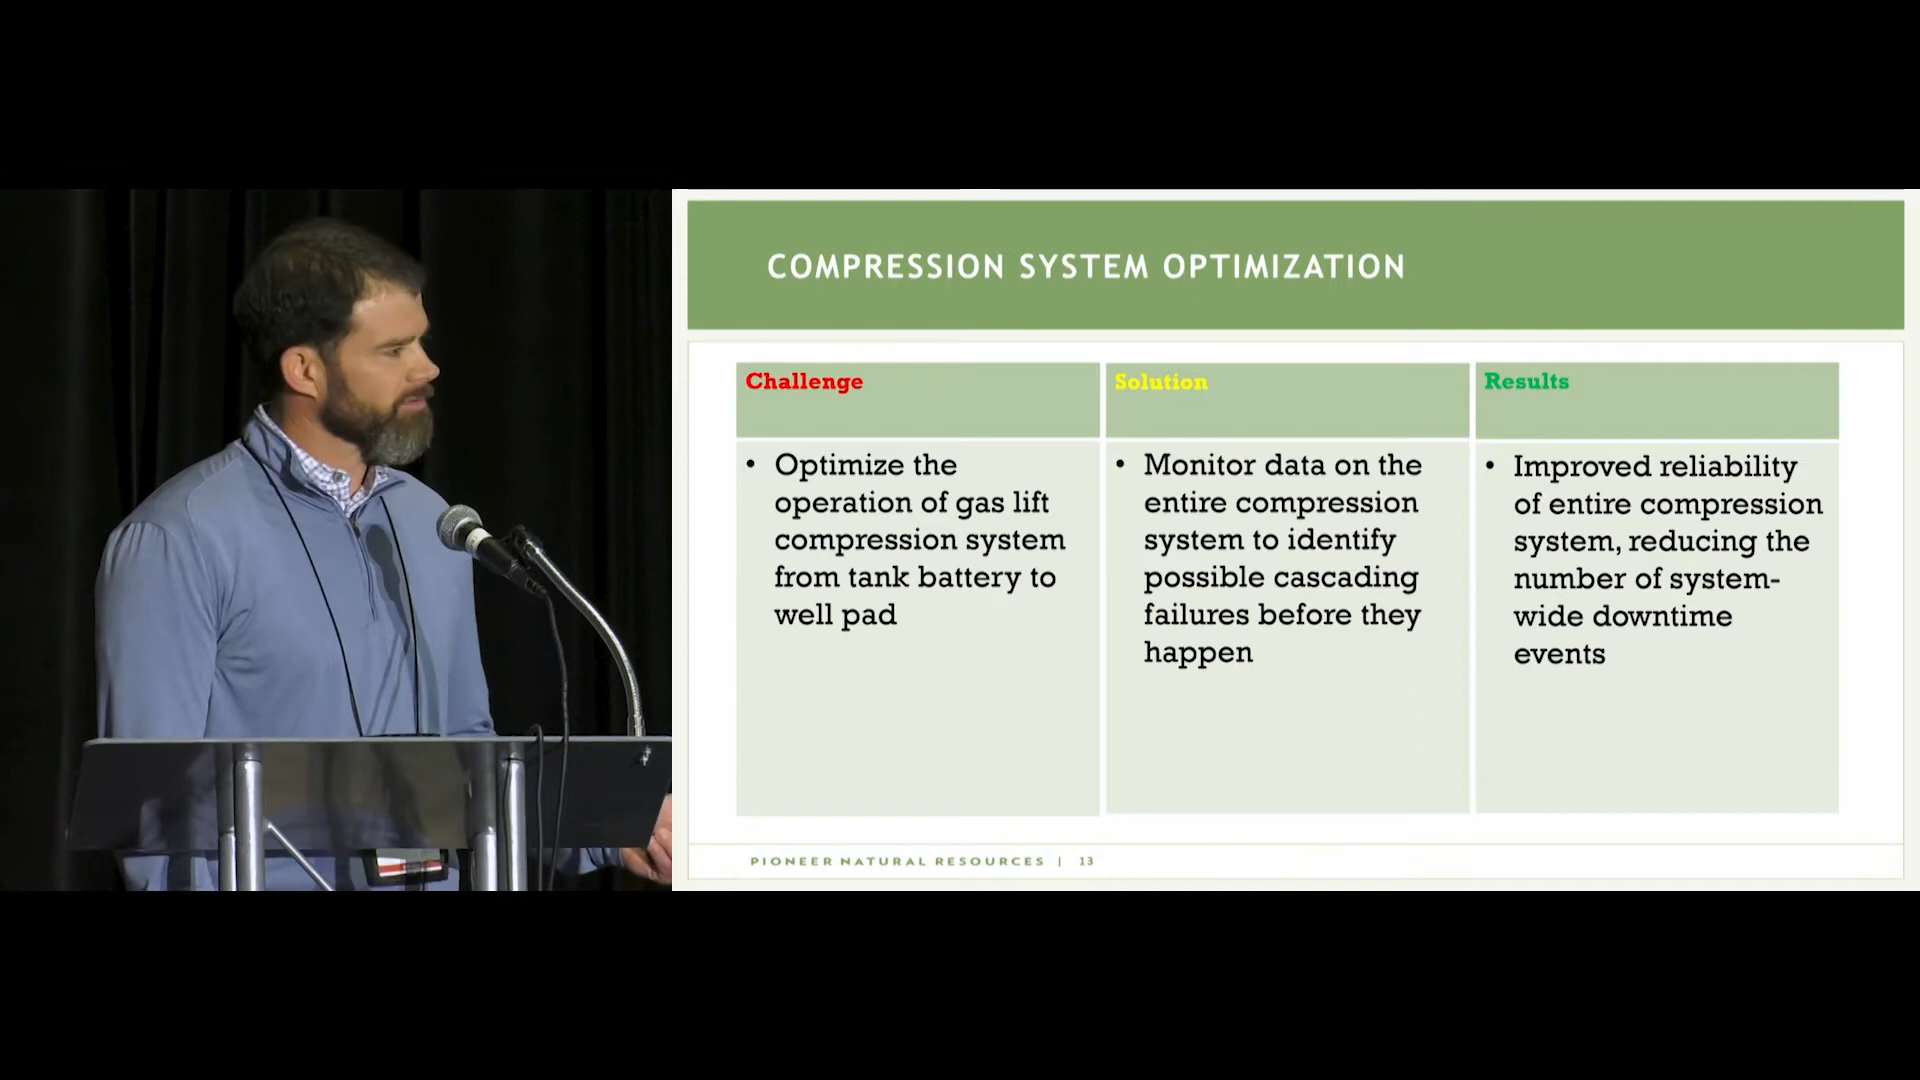 COMPRESSION SYSTEM OPTIMIZATION
Challenge
• Optimize the
operation of gas lift
compression system
from tank battery to
well pad
Solution
• Monitor data on the
entire compression
system to identify
possible cascading
failures before they
happen
Results
• Improved reliability
of entire compression
system, reducing the
number of system-
wide downtime
events
PIONEER NATURAL RESOURCES | 13